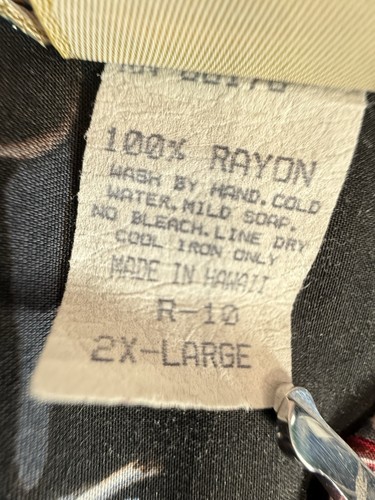 100% RAYON
WASH BY HAND.COLD
WATER.MILD SOAP.
NO BLEACH.LINE DRY
COOL IRON ONLY
MADE IN HAWAII
R-10
2X-LARGE